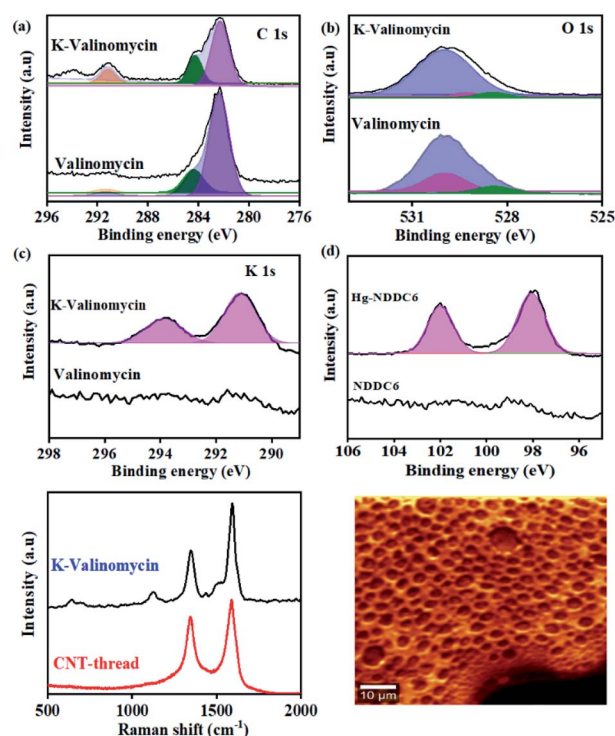 (a)
K-Valinomycin
C 1s
Valinomycin
Intensity (a.u)
296 292 288 284 280 276
Binding energy (eV)
(b)
K-Valinomycin
O 1s
Valinomycin
Intensity (a.u)
531 528 525
Binding energy (eV)
(c)
K 1s
K-Valinomycin
Valinomycin
Intensity (a.u)
298 296 294 292 290
Binding energy (eV)
(d)
Hg-NDDC6
NDDC6
Intensity (a.u)
106 104 102 100 98 96
Binding energy (eV)
K-Valinomycin
CNT-thread
Intensity (a.u)
500 1000 1500 2000
Raman shift (cm-1)
10 μm